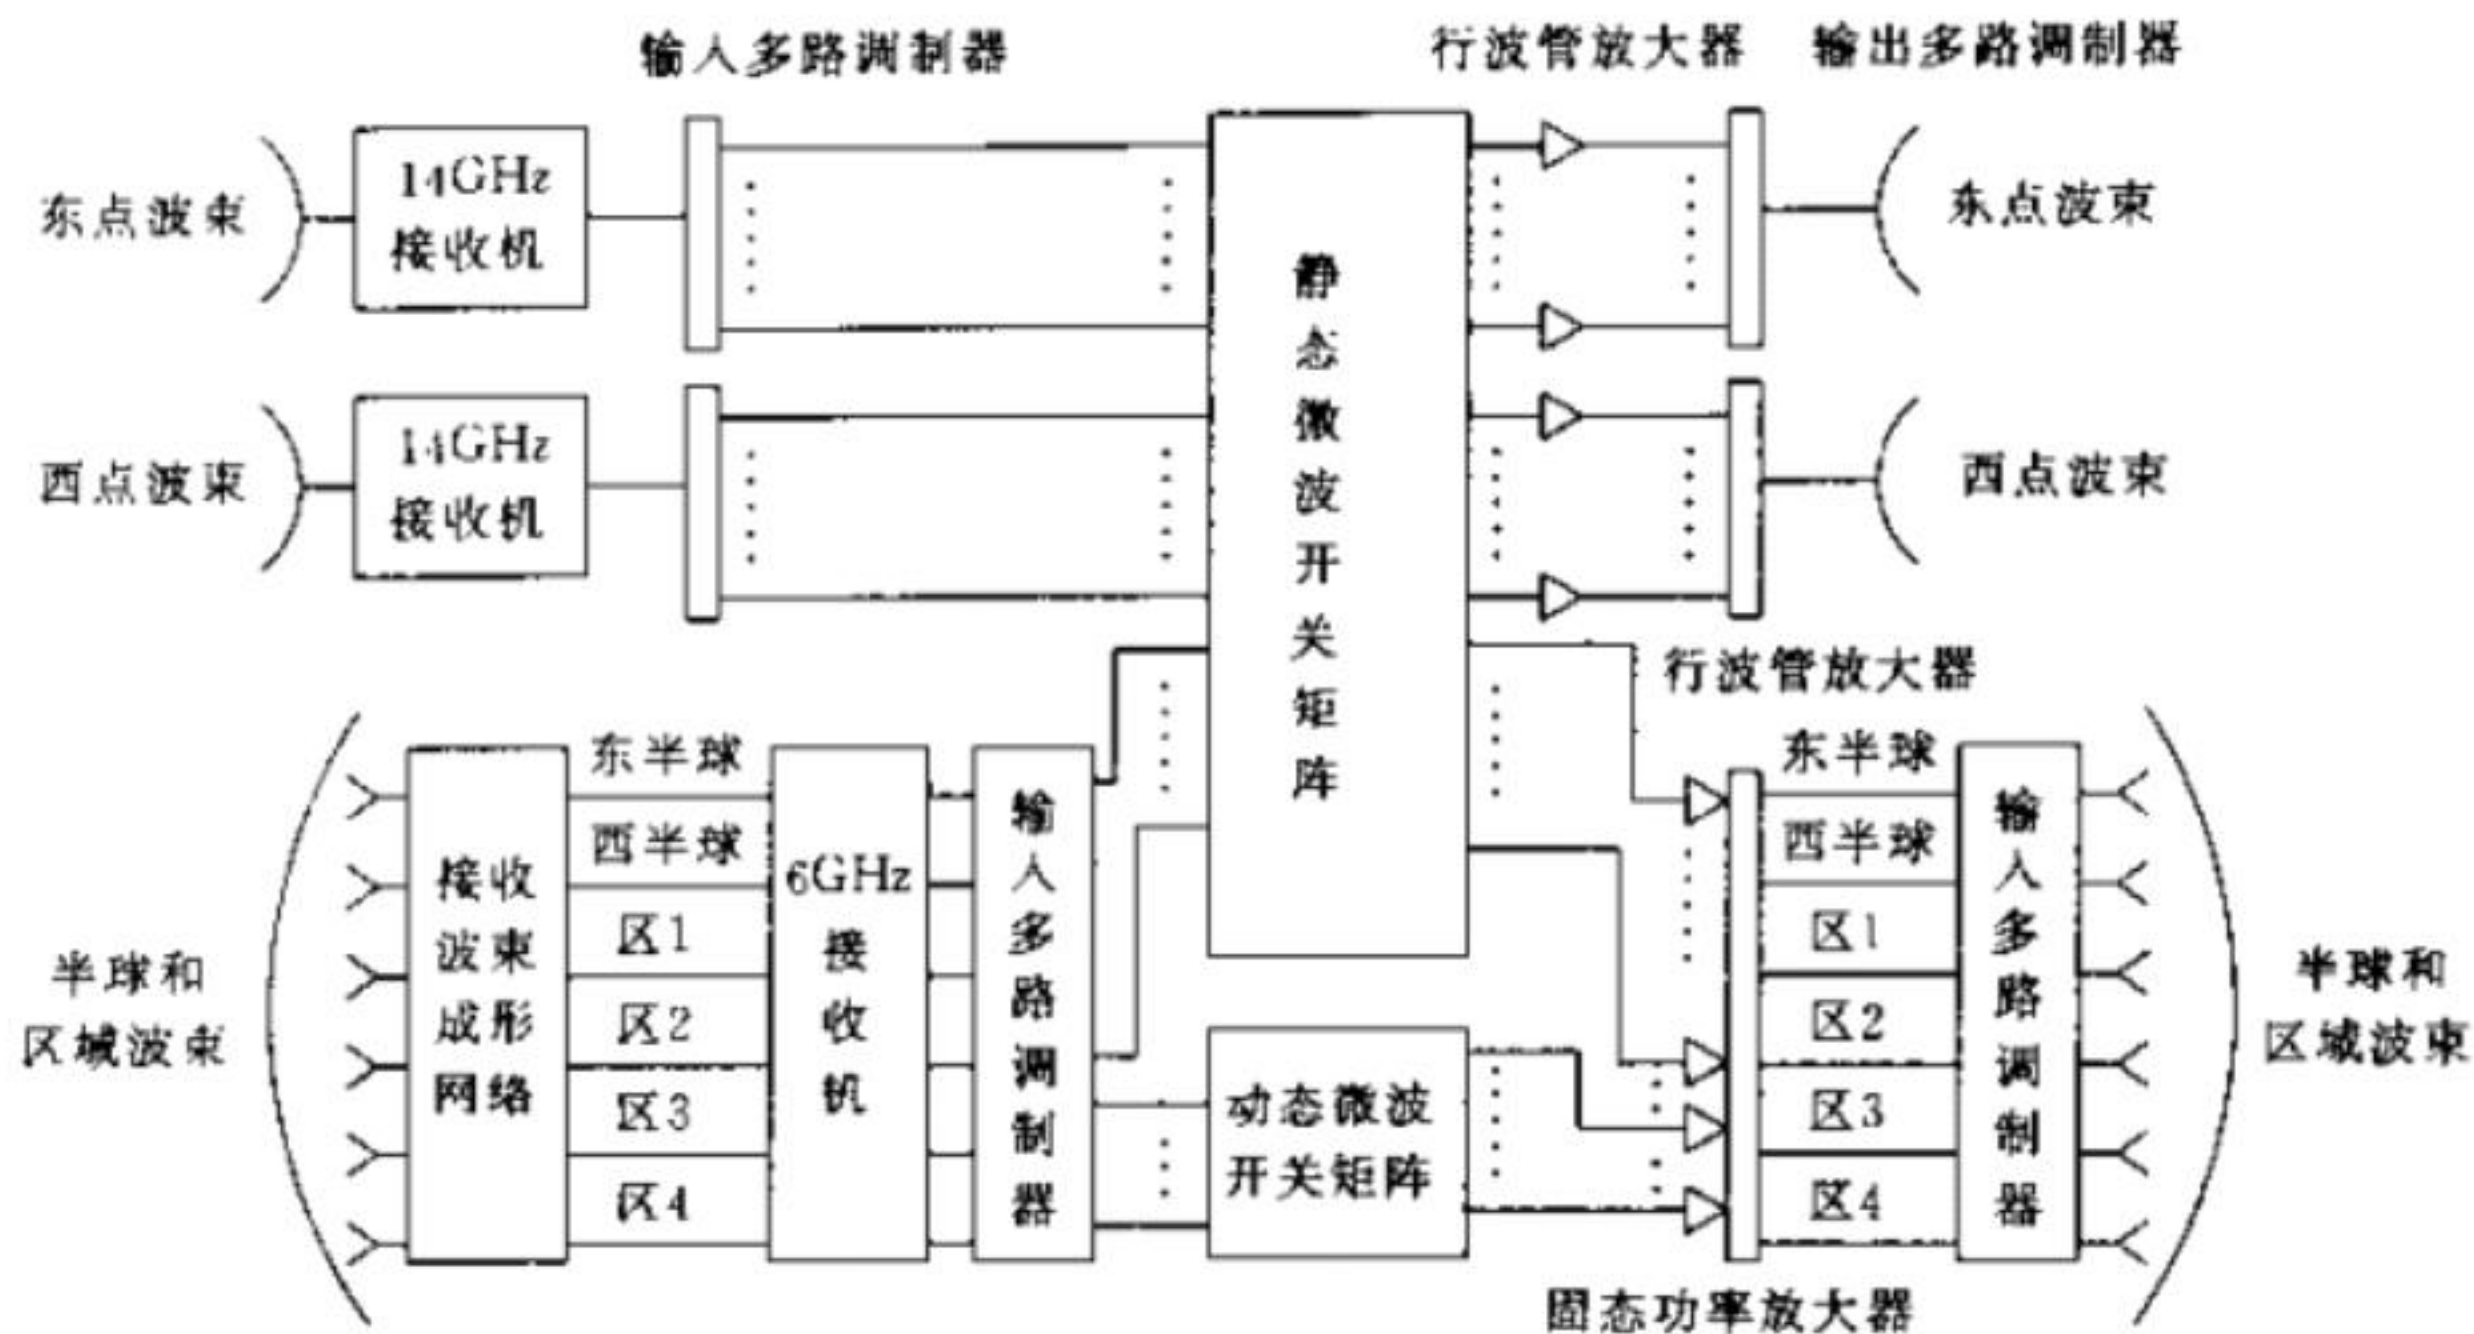 输入多路调制器
行波管放大器
输出多路调制器
东点波束
14GHz
接收机
东点波束
西点波束
14GHz
接收机
西点波束
静态微波开关矩阵
行波管放大器
半球和
区域波束
接收
波束
成形
网络
东半球
西半球
区1
区2
区3
区4
6GHz
接收机
输入多路调制器
动态微波
开关矩阵
东半球
西半球
区1
区2
区3
区4
输入多路调制器
半球和
区域波束
固态功率放大器